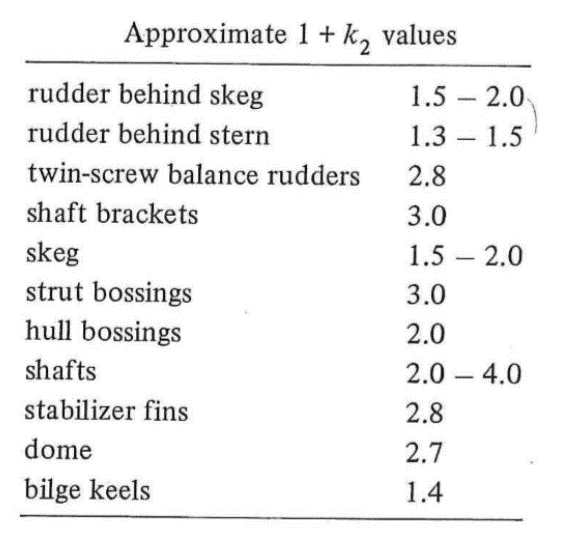 Approximate 1 + k₂ values
rudder behind skeg 1.5 – 2.0
rudder behind stern 1.3 – 1.5
twin-screw balance rudders 2.8
shaft brackets 3.0
skeg 1.5 – 2.0
strut bossings 3.0
hull bossings 2.0
shafts 2.0 – 4.0
stabilizer fins 2.8
dome 2.7
bilge keels 1.4